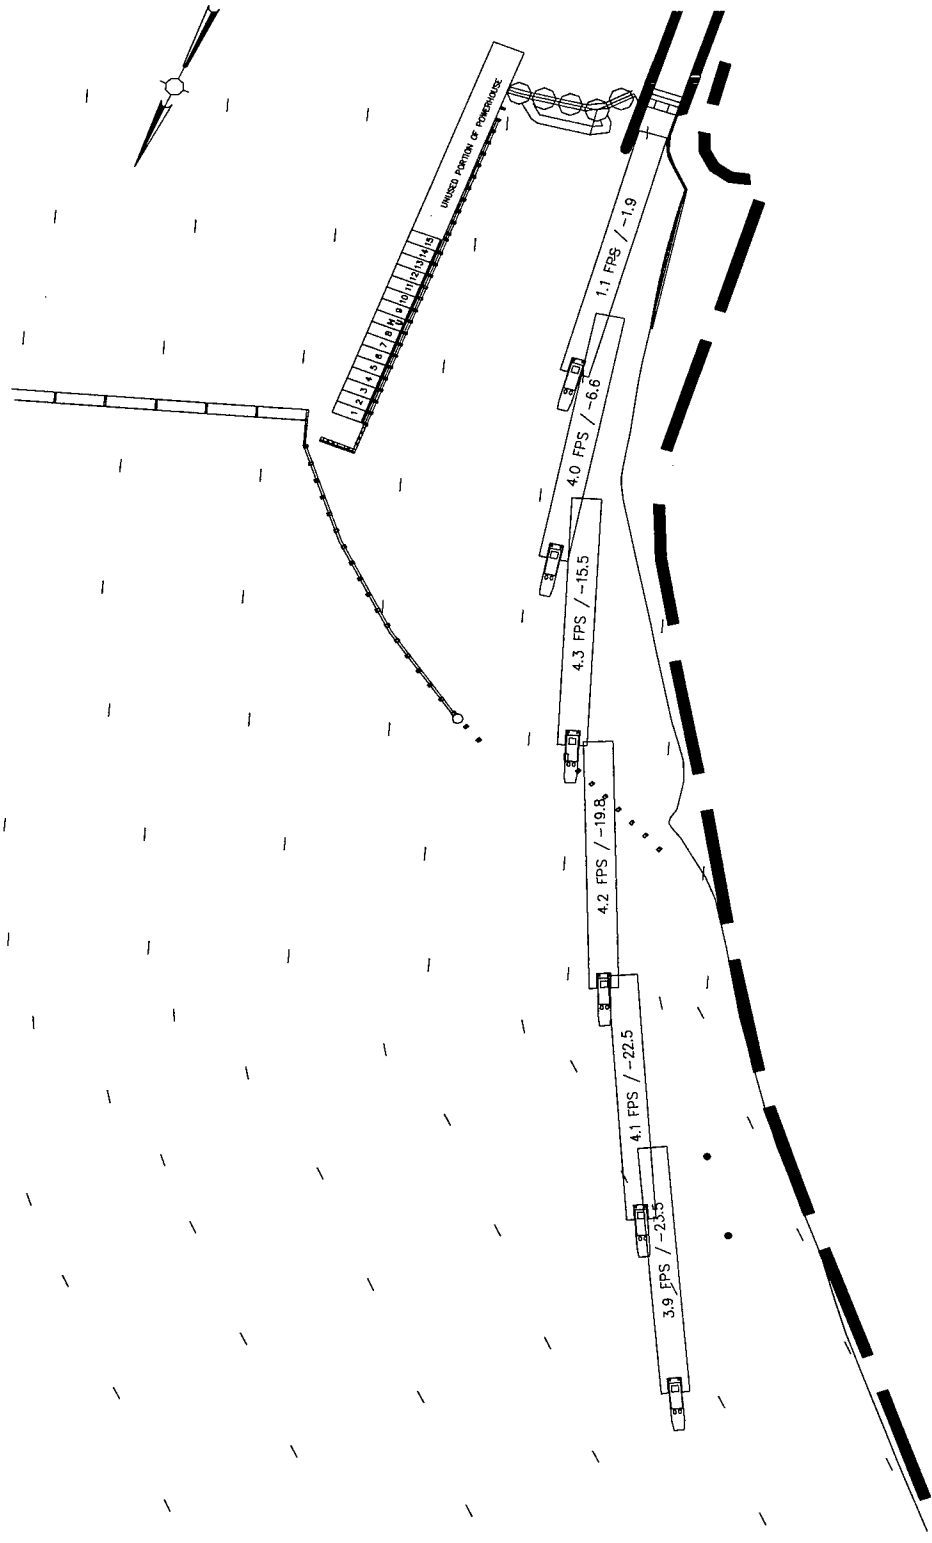 UNUSED PORTION OF POWERHOUSE
15
14
13
12
11
10
9
8
7
6
5
4
3
2
1
1.1 FPS / -1.9
4.0 FPS / -6.6
4.3 FPS / -15.5
4.2 FPS / -19.8
4.1 FPS / -22.5
3.9 FPS / -23.5